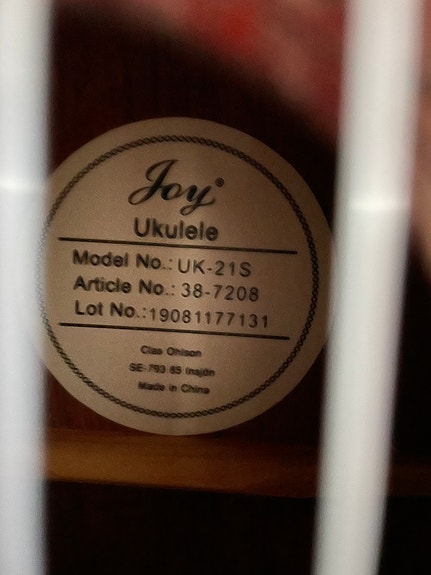 Joy®
Ukulele
Model No.: UK-21S
Article No.: 38-7208
Lot No.:19081177131
Clas Ohlson
SE-793 85 Insjön
Made in China